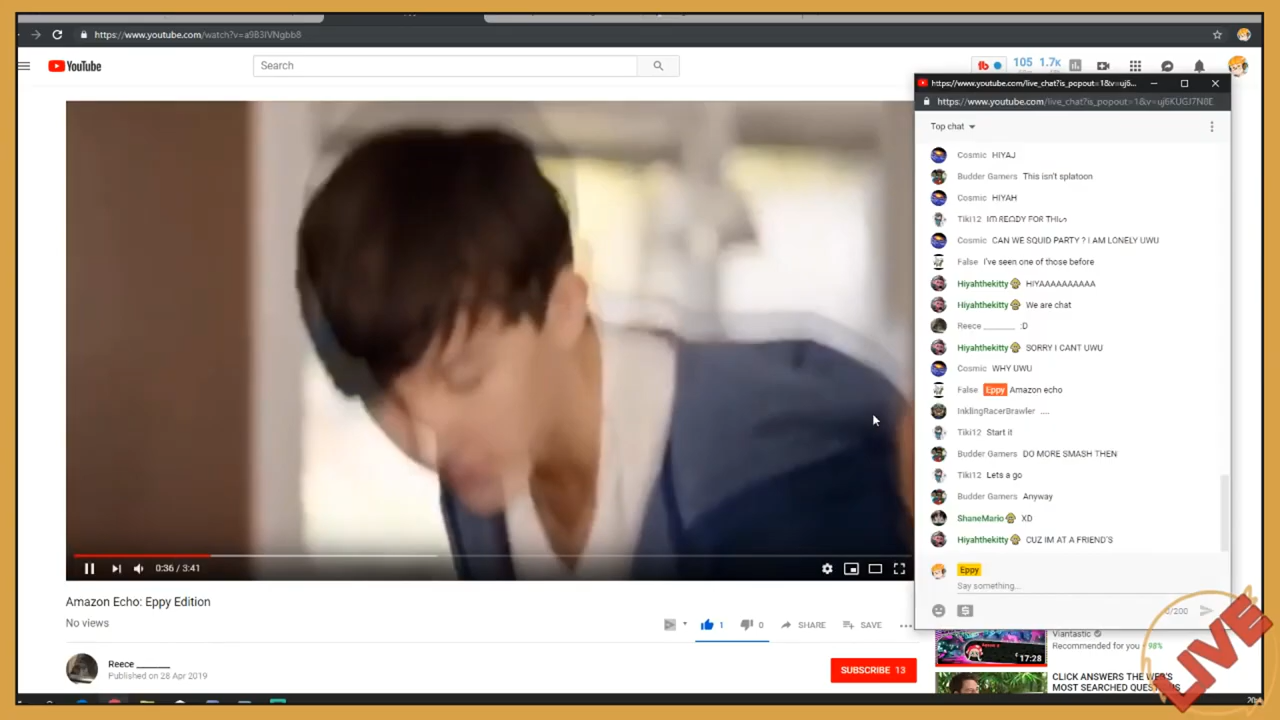 https://www.youtube.com/watch?v=a9B3IVNgbb8
YouTube
Search
105 1.7K
https://www.youtube.com/live_chat?is_popout=1&v=uj6...
https://www.youtube.com/live_chat?is_popout=1&v=uj6KUGJ7N8E
Top chat
Cosmic HIYAJ
Budder Gamers This isn't splatoon
Cosmic HIYAH
Tiki12
Cosmic CAN WE SQUID PARTY ? I AM LONELY UWU
False I've seen one of those before
Hiyahthekitty HIYAAAAAAAAAA
Hiyahthekitty We are chat
Reece _______ :D
Hiyahthekitty SORRY I CANT UWU
Cosmic WHY UWU
False Eppy Amazon echo
InklingRacerBrawler ....
Tiki12 Start it
Budder Gamers DO MORE SMASH THEN
Tiki12 Lets a go
Budder Gamers Anyway
ShaneMario XD
Hiyahthekitty CUZ IM AT A FRIEND'S
Eppy
Say something...
0/200
0:36 / 3:41
Amazon Echo: Eppy Edition
No views
1 0 SHARE SAVE
Reece _______
Published on 28 Apr 2019
SUBSCRIBE 13
Viantastic
Recommended for you 98%
17:28
CLICK ANSWERS THE WEB'S
MOST SEARCHED QUESTIONS
LIVE